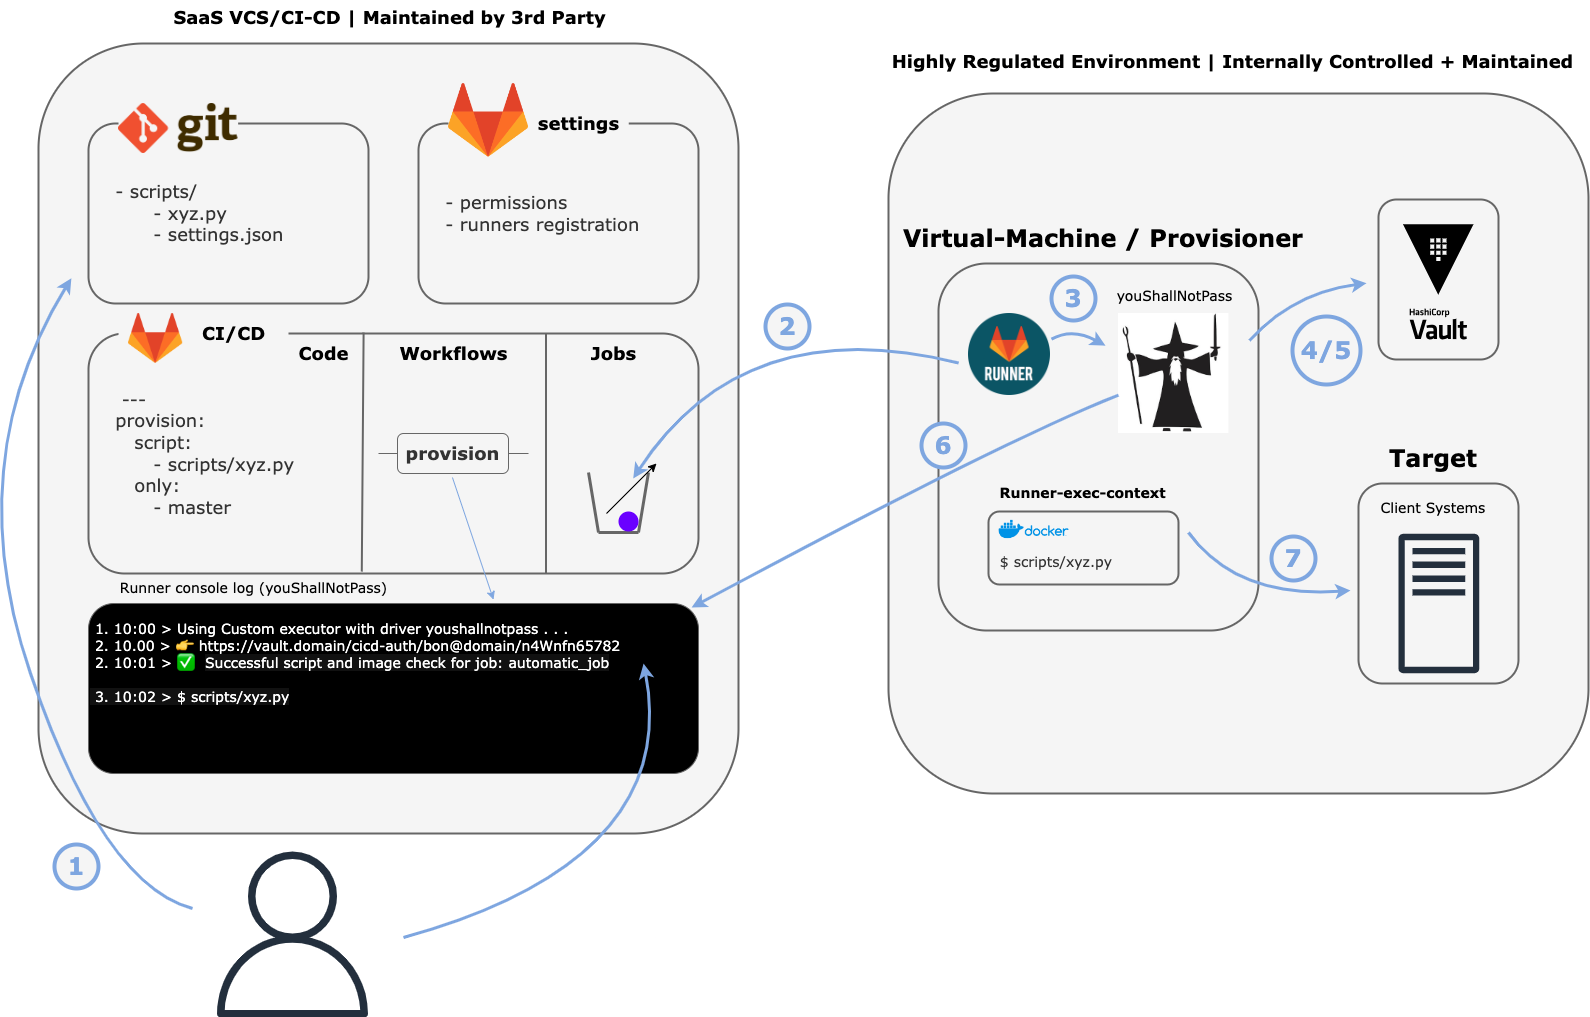 SaaS VCS/CI-CD | Maintained by 3rd Party
git
- scripts/
- xyz.py
- settings.json
settings
- permissions
- runners registration
CI/CD
Code
Workflows
Jobs
---
provision:
script:
- scripts/xyz.py
only:
- master
provision
Runner console log (youShallNotPass)
1. 10:00 > Using Custom executor with driver youshallnotpass . . .
2. 10.00 > 👉 https://vault.domain/cicd-auth/bon@domain/n4Wnfn65782
2. 10:01 > ✅ Successful script and image check for job: automatic_job
3. 10:02 > $ scripts/xyz.py
1
2
Highly Regulated Environment | Internally Controlled + Maintained
Virtual-Machine / Provisioner
RUNNER
3
youShallNotPass
4/5
HashiCorp
Vault
6
Runner-exec-context
docker
$ scripts/xyz.py
7
Target
Client Systems